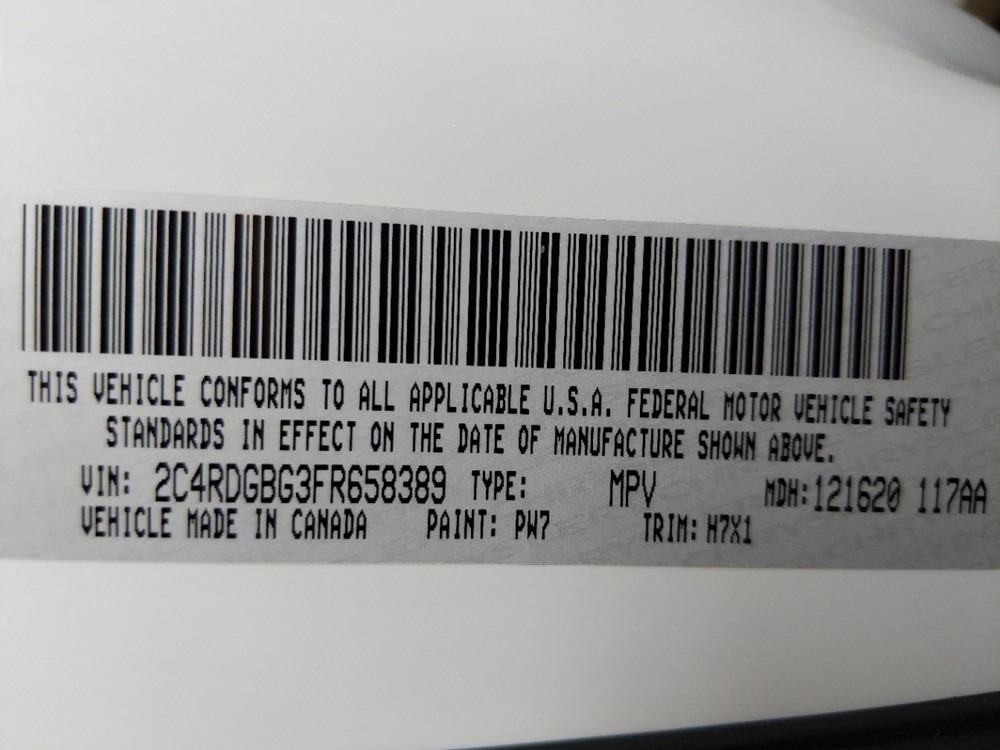 THIS VEHICLE CONFORMS TO ALL APPLICABLE U.S.A. FEDERAL MOTOR VEHICLE SAFETY
STANDARDS IN EFFECT ON THE DATE OF MANUFACTURE SHOWN ABOVE.
VIN: 2C4RDGBG3FR658389 TYPE: MPV MDH:121620 117AA
VEHICLE MADE IN CANADA PAINT: PW7 TRIM: H7X1